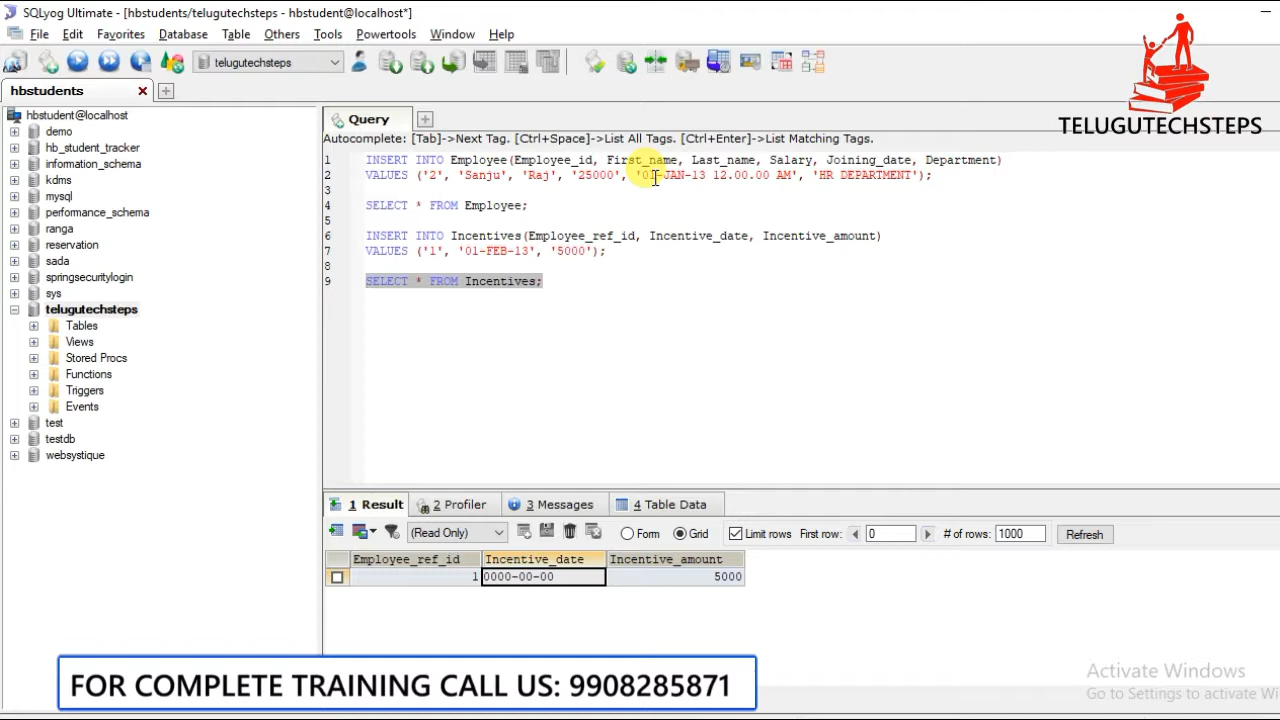 SQLyog Ultimate - [hbstudents/telugutechsteps - hbstudent@localhost*]
File Edit Favorites Database Table Others Tools Powertools Window Help
telugutechsteps
TELUGUTECHSTEPS
hbstudents
hbstudent@localhost
demo
hb_student_tracker
information_schema
kdms
mysql
performance_schema
ranga
reservation
sada
springsecuritylogin
sys
telugutechsteps
Tables
Views
Stored Procs
Functions
Triggers
Events
test
testdb
websystique
Query
Autocomplete: [Tab]->Next Tag. [Ctrl+Space]->List All Tags. [Ctrl+Enter]->List Matching Tags.
1 INSERT INTO Employee(Employee_id, First_name, Last_name, Salary, Joining_date, Department)
2 VALUES ('2', 'Sanju', 'Raj', '25000', '01-JAN-13 12.00.00 AM', 'HR DEPARTMENT');
3
4 SELECT * FROM Employee;
5
6 INSERT INTO Incentives(Employee_ref_id, Incentive_date, Incentive_amount)
7 VALUES ('1', '01-FEB-13', '5000');
8
9 SELECT * FROM Incentives;
1 Result 2 Profiler 3 Messages 4 Table Data
(Read Only) Form Grid Limit rows First row: 0 # of rows: 1000 Refresh
Employee_ref_id Incentive_date Incentive_amount
1 0000-00-00 5000
FOR COMPLETE TRAINING CALL US: 9908285871
Activate Windows
Go to Settings to activate Wi